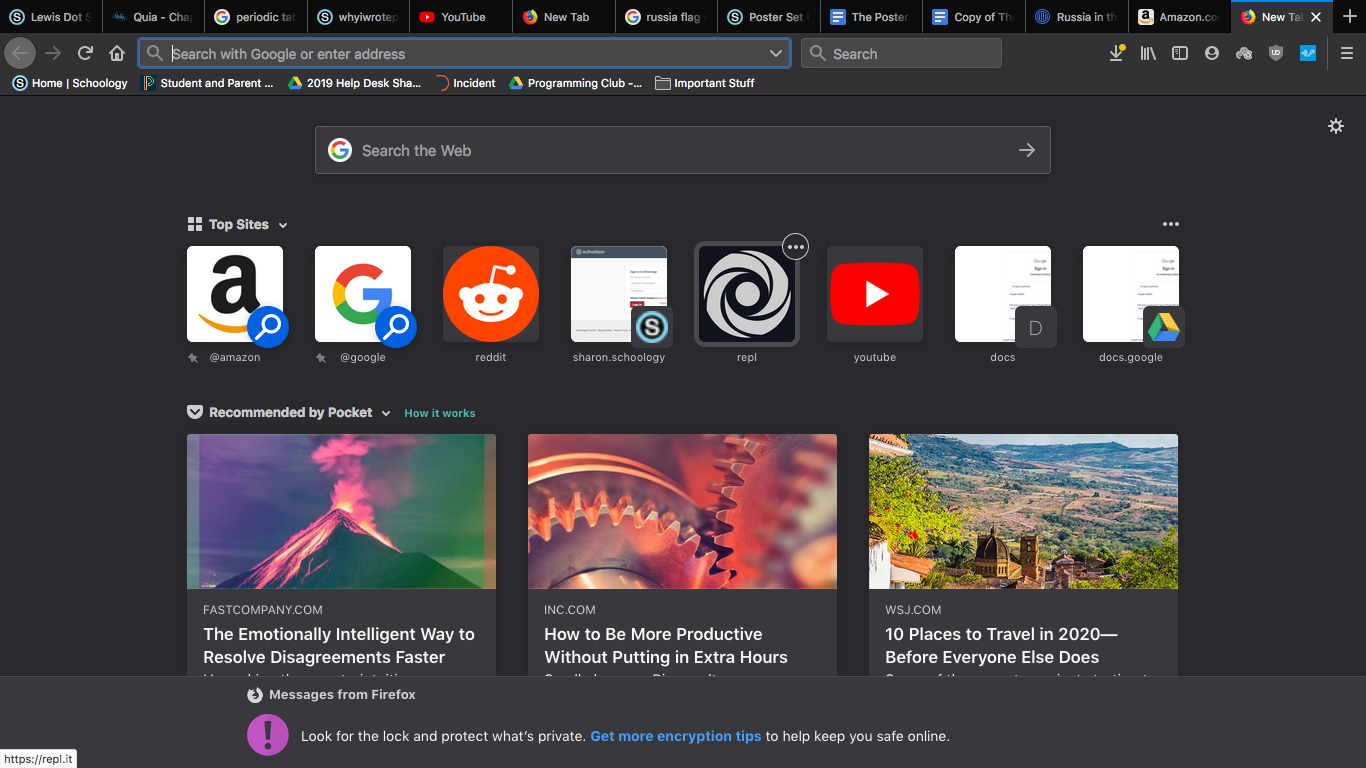 Lewis Dot S
Quia - Chap
periodic tab
whyiwrotep
YouTube
New Tab
russia flag -
Poster Set
The Poster
Copy of The
Russia in th
Amazon.co
New Tab
Search with Google or enter address
Search
Home | Schoology
Student and Parent ...
2019 Help Desk Sha...
Incident
Programming Club -...
Important Stuff
Search the Web
Top Sites
@amazon
@google
reddit
sharon.schoology
repl
youtube
D
docs
docs.google
Recommended by Pocket
How it works
FASTCOMPANY.COM
The Emotionally Intelligent Way to
Resolve Disagreements Faster
INC.COM
How to Be More Productive
Without Putting in Extra Hours
WSJ.COM
10 Places to Travel in 2020—
Before Everyone Else Does
Messages from Firefox
Look for the lock and protect what's private. Get more encryption tips to help keep you safe online.
https://repl.it